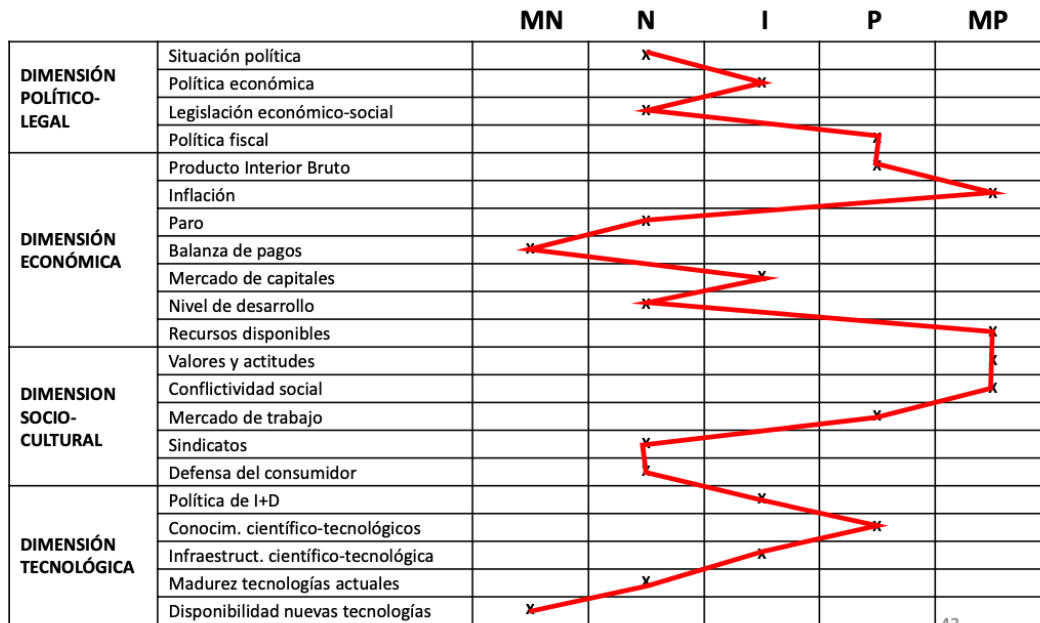 MN N I P MP
DIMENSIÓN
POLÍTICO-
LEGAL
Situación política x
Política económica x
Legislación económico-social x
Política fiscal x
DIMENSIÓN
ECONÓMICA
Producto Interior Bruto x
Inflación x
Paro x
Balanza de pagos x
Mercado de capitales x
Nivel de desarrollo x
Recursos disponibles x
DIMENSION
SOCIO-
CULTURAL
Valores y actitudes x
Conflictividad social x
Mercado de trabajo x
Sindicatos x
Defensa del consumidor x
DIMENSIÓN
TECNOLÓGICA
Política de I+D x
Conocim. científico-tecnológicos x
Infraestruct. científico-tecnológica x
Madurez tecnologías actuales x
Disponibilidad nuevas tecnologías x